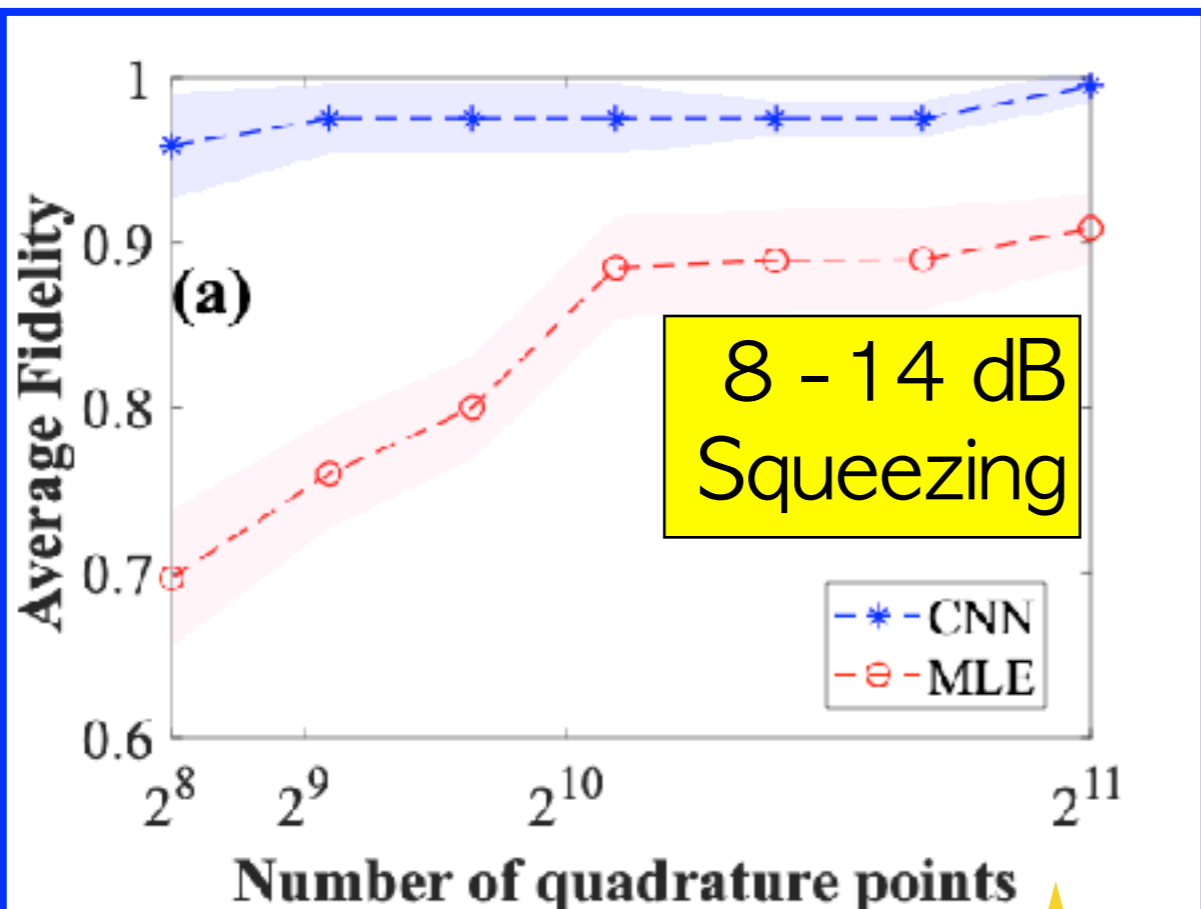 1
0.9
0.8
0.7
0.6
Average Fidelity
(a)
8 - 14 dB
Squeezing
CNN
MLE
2^8 2^9 2^10 2^11
Number of quadrature points